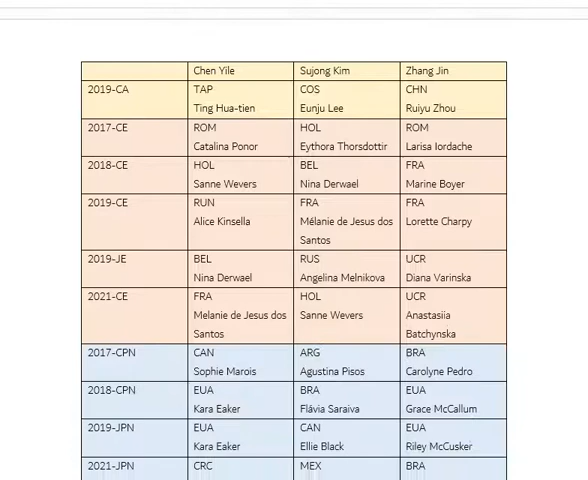 Chen Yile Sujong Kim Zhang Jin
2019-CA TAP COS CHN
Ting Hua-tien Eunju Lee Ruiyu Zhou
2017-CE ROM HOL ROM
Catalina Ponor Eythora Thorsdottir Larisa Iordache
2018-CE HOL BEL FRA
Sanne Wevers Nina Derwael Marine Boyer
2019-CE RUN FRA FRA
Alice Kinsella Mélanie de Jesus dos Lorette Charpy
Santos
2019-JE BEL RUS UCR
Nina Derwael Angelina Melnikova Diana Varinska
2021-CE FRA HOL UCR
Melanie de Jesus dos Sanne Wevers Anastasiia
Santos Batchynska
2017-CPN CAN ARG BRA
Sophie Marois Agustina Pisos Carolyne Pedro
2018-CPN EUA BRA EUA
Kara Eaker Flávia Saraiva Grace McCallum
2019-JPN EUA CAN EUA
Kara Eaker Ellie Black Riley McCusker
2021-JPN CRC MEX BRA